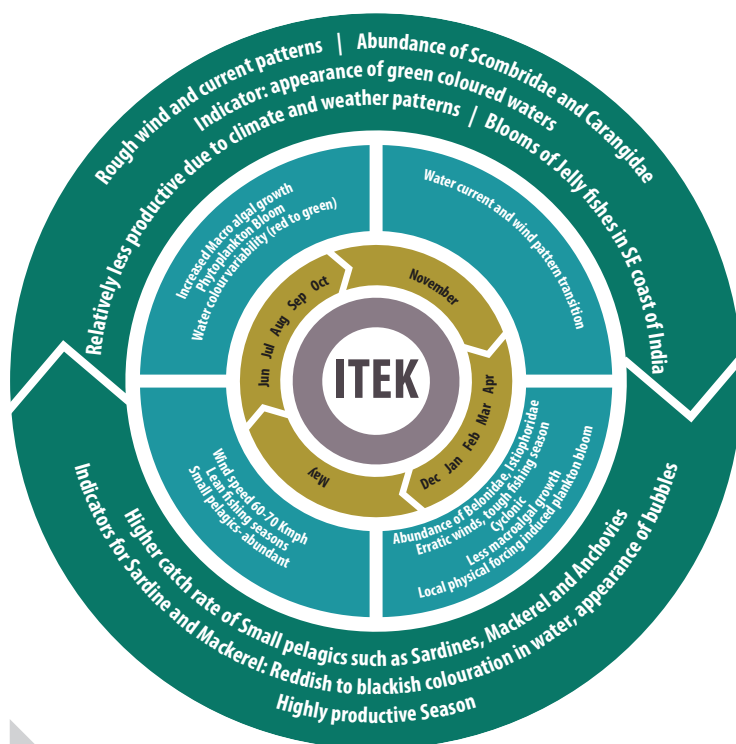 Rough wind and current patterns | Abundance of Scombridae and Carangidae
Indicator: appearance of green coloured waters
Relatively less productive due to climate and weather patterns | Blooms of Jelly fishes in SE coast of India
Increased Macro algal growth
Phytoplankton Bloom
Water colour variability (red to green)
Water current and wind pattern transition
Jun Jul Aug Sep Oct
November
ITEK
Dec Jan Feb Mar Apr
May
Wind speed 60-70 Kmph
Lean fishing seasons
Small pelagics- abundant
Abundance of Belonidae, Istiophoridae
Erratic winds, tough fishing season
Cyclonic
Less macroalgal growth
Local physical forcing induced plankton bloom
Higher catch rate of Small pelagics such as Sardines, Mackerel and Anchovies
Indicators for Sardine and Mackerel: Reddish to blackish colouration in water, appearance of bubbles
Highly productive Season